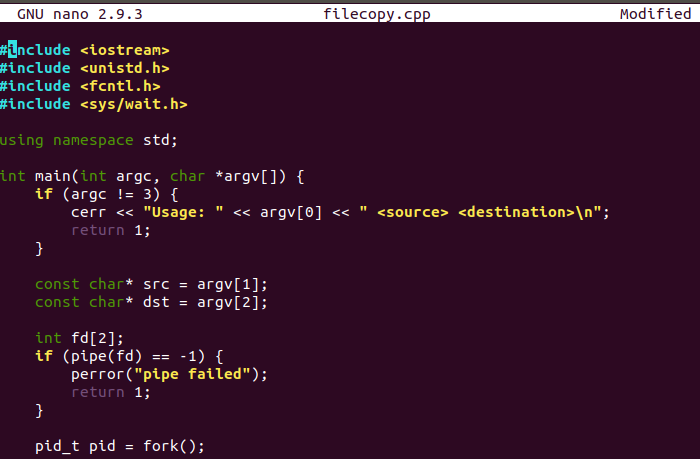 GNU nano 2.9.3 filecopy.cpp Modified
#include <iostream>
#include <unistd.h>
#include <fcntl.h>
#include <sys/wait.h>
using namespace std;
int main(int argc, char *argv[]) {
if (argc != 3) {
cerr << "Usage: " << argv[0] << " <source> <destination>\n";
return 1;
}
const char* src = argv[1];
const char* dst = argv[2];
int fd[2];
if (pipe(fd) == -1) {
perror("pipe failed");
return 1;
}
pid_t pid = fork();